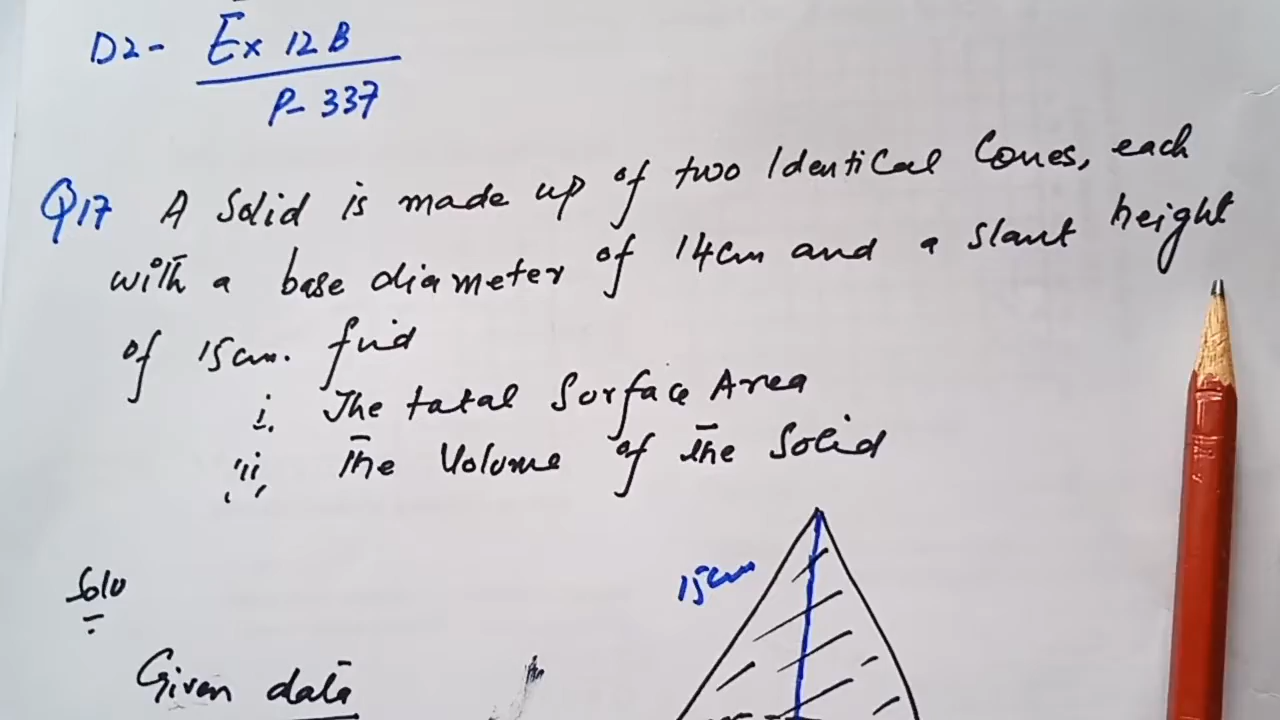 D2- Ex 12B
P- 337
Q17 A Solid is made up of two Identical Cones, each
with a base diameter of 14cm and a slant height
of 15cm. find
i. The total Surface Area
ii The Volume of the Solid
Solu
15cm
Given data